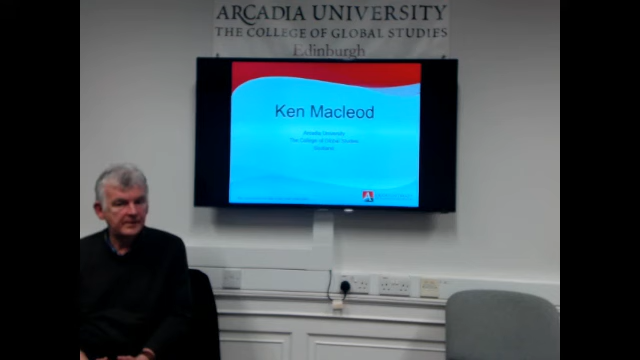 ARCADIA UNIVERSITY
THE COLLEGE OF GLOBAL STUDIES
Edinburgh
Ken Macleod
Arcadia University
The College of Global Studies
Scotland